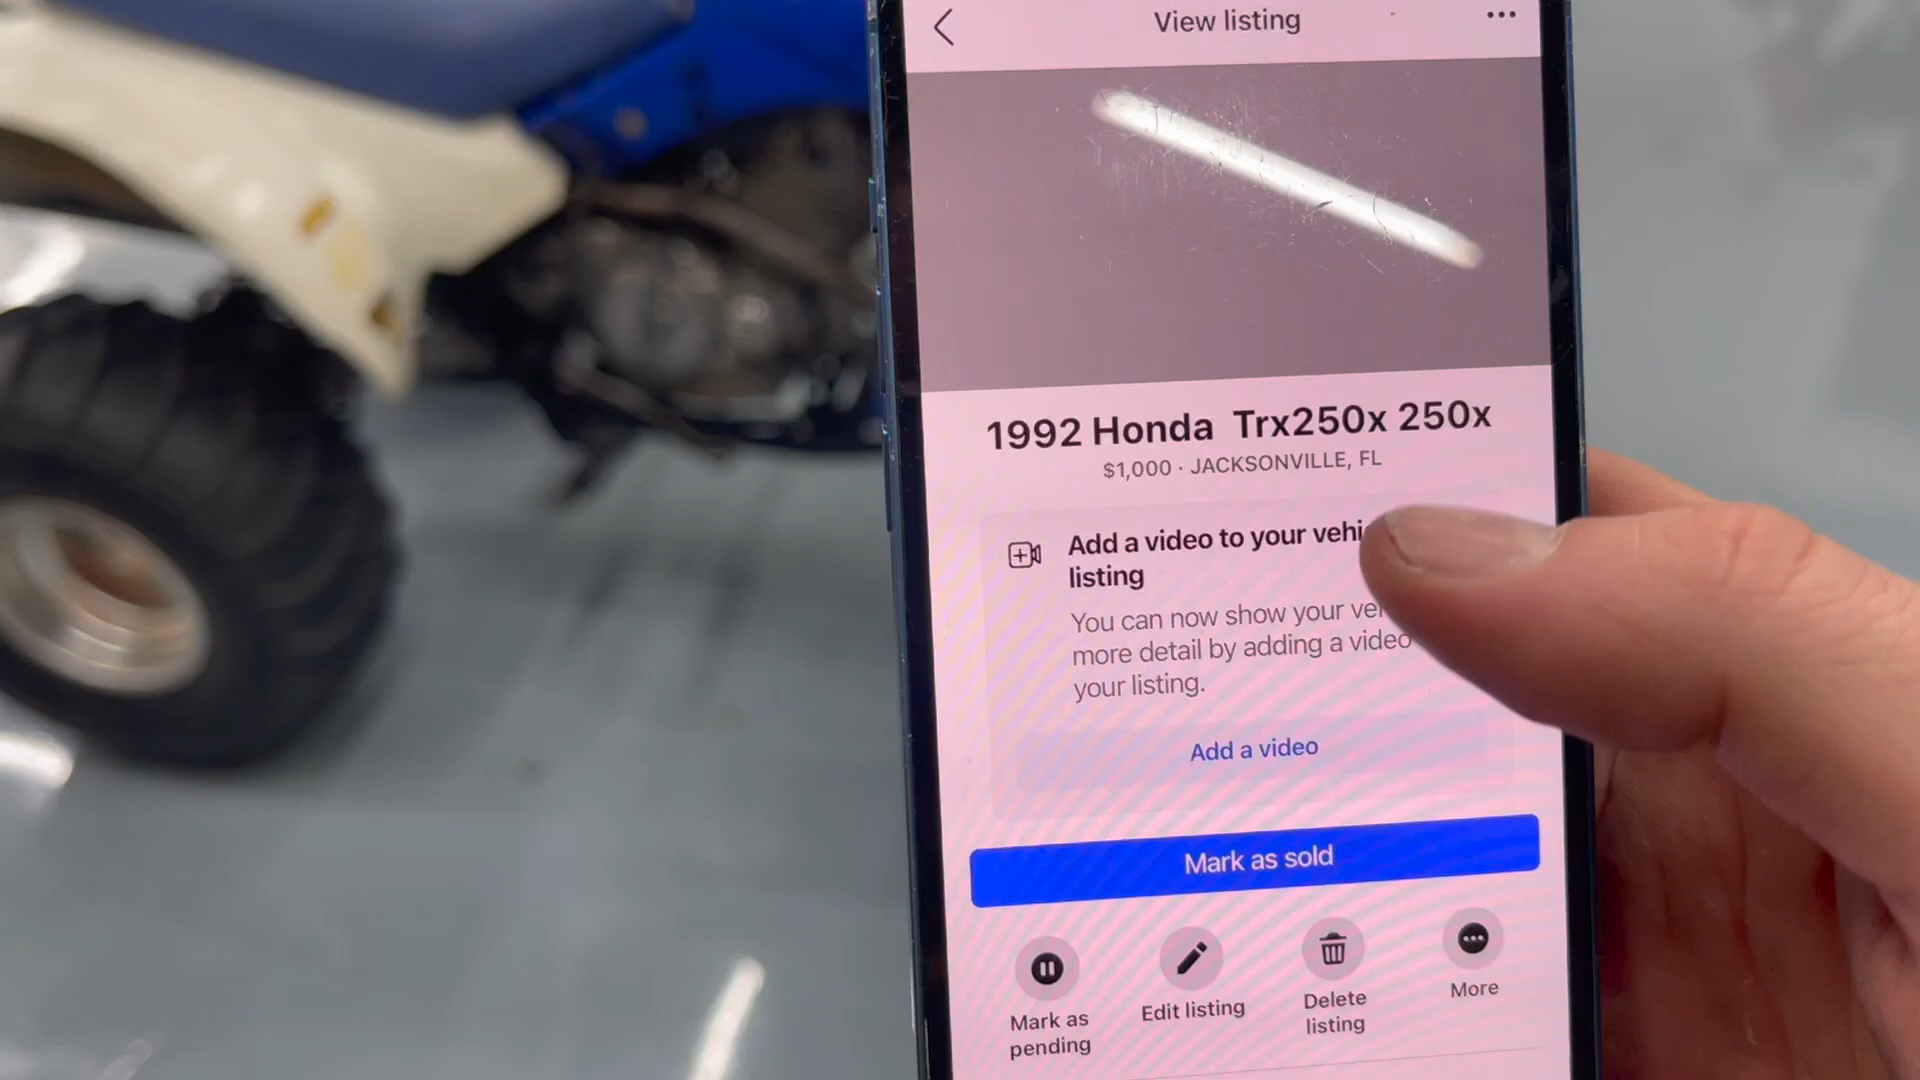 View listing
1992 Honda Trx250x 250x
$1,000 · JACKSONVILLE, FL
Add a video to your
listing
You can now show your
more detail by adding a video
your listing.
Add a video
Mark as sold
Mark as
pending
Edit listing
Delete
listing
More